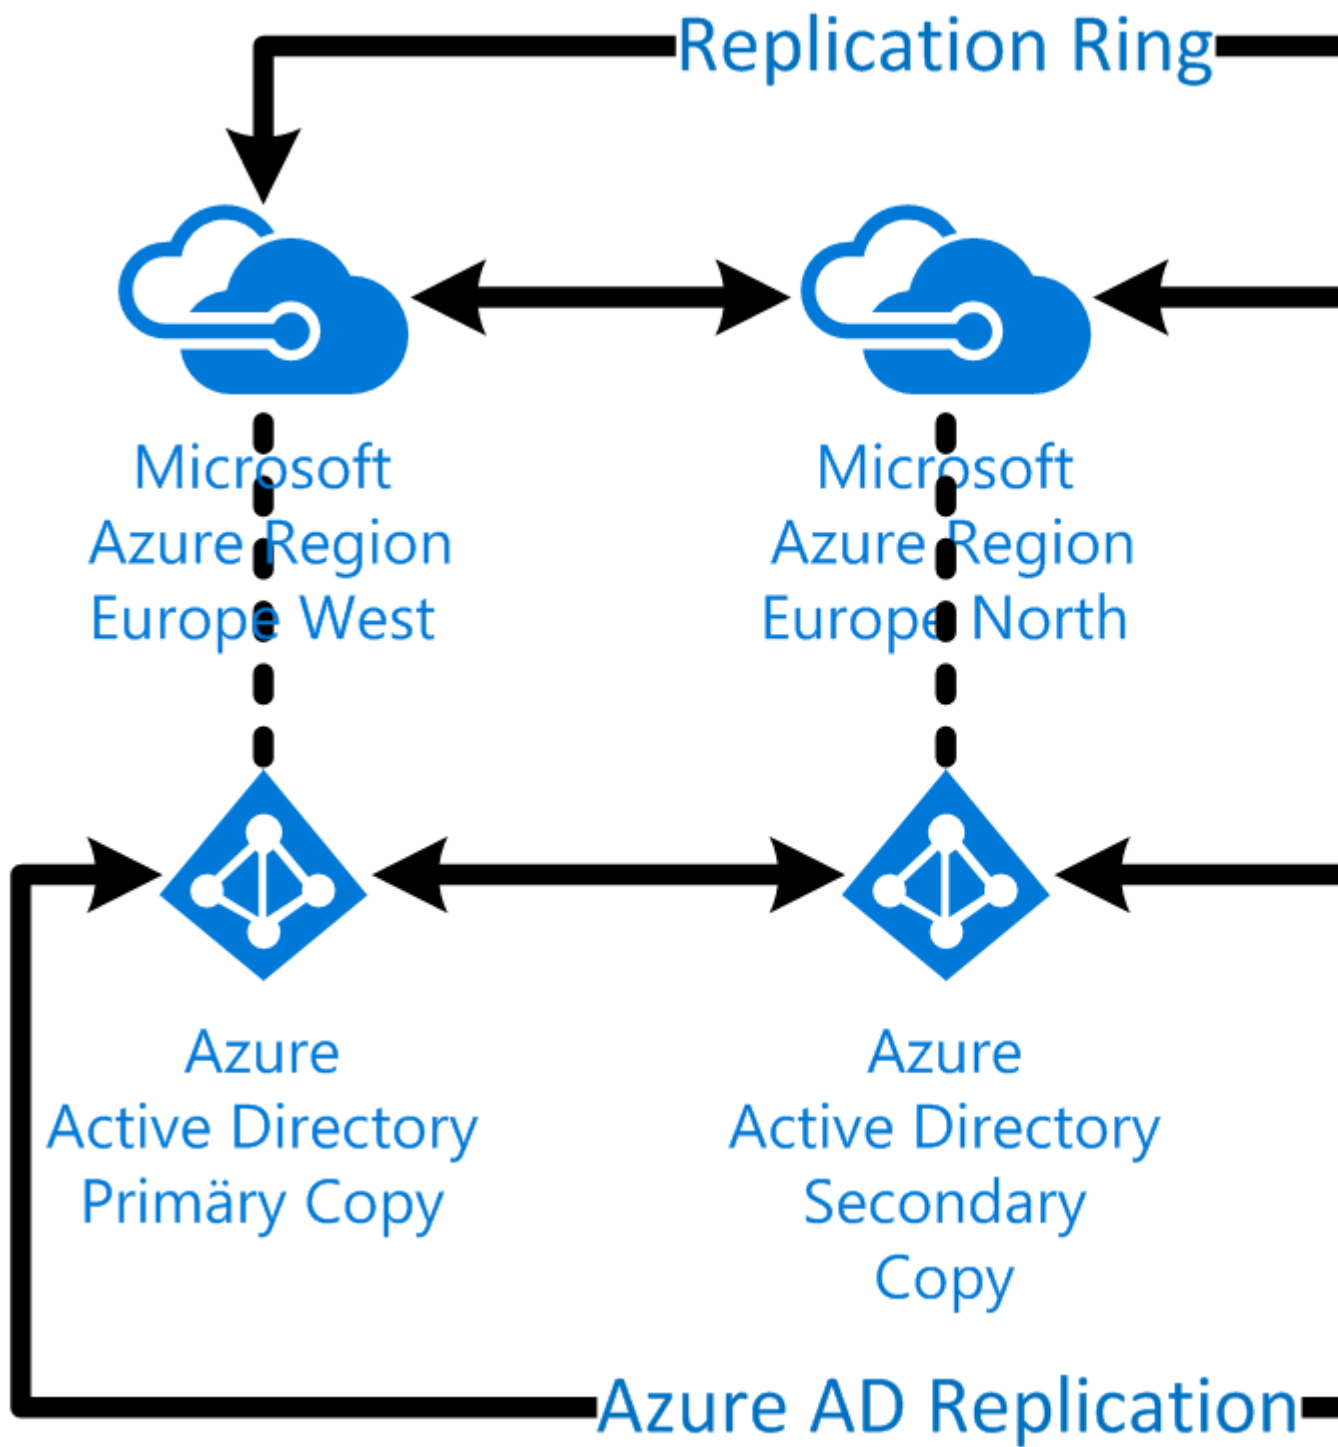 Replication Ring
Microsoft
Azure Region
Europe West
Microsoft
Azure Region
Europe North
Azure
Active Directory
Primäry Copy
Azure
Active Directory
Secondary
Copy
Azure AD Replication